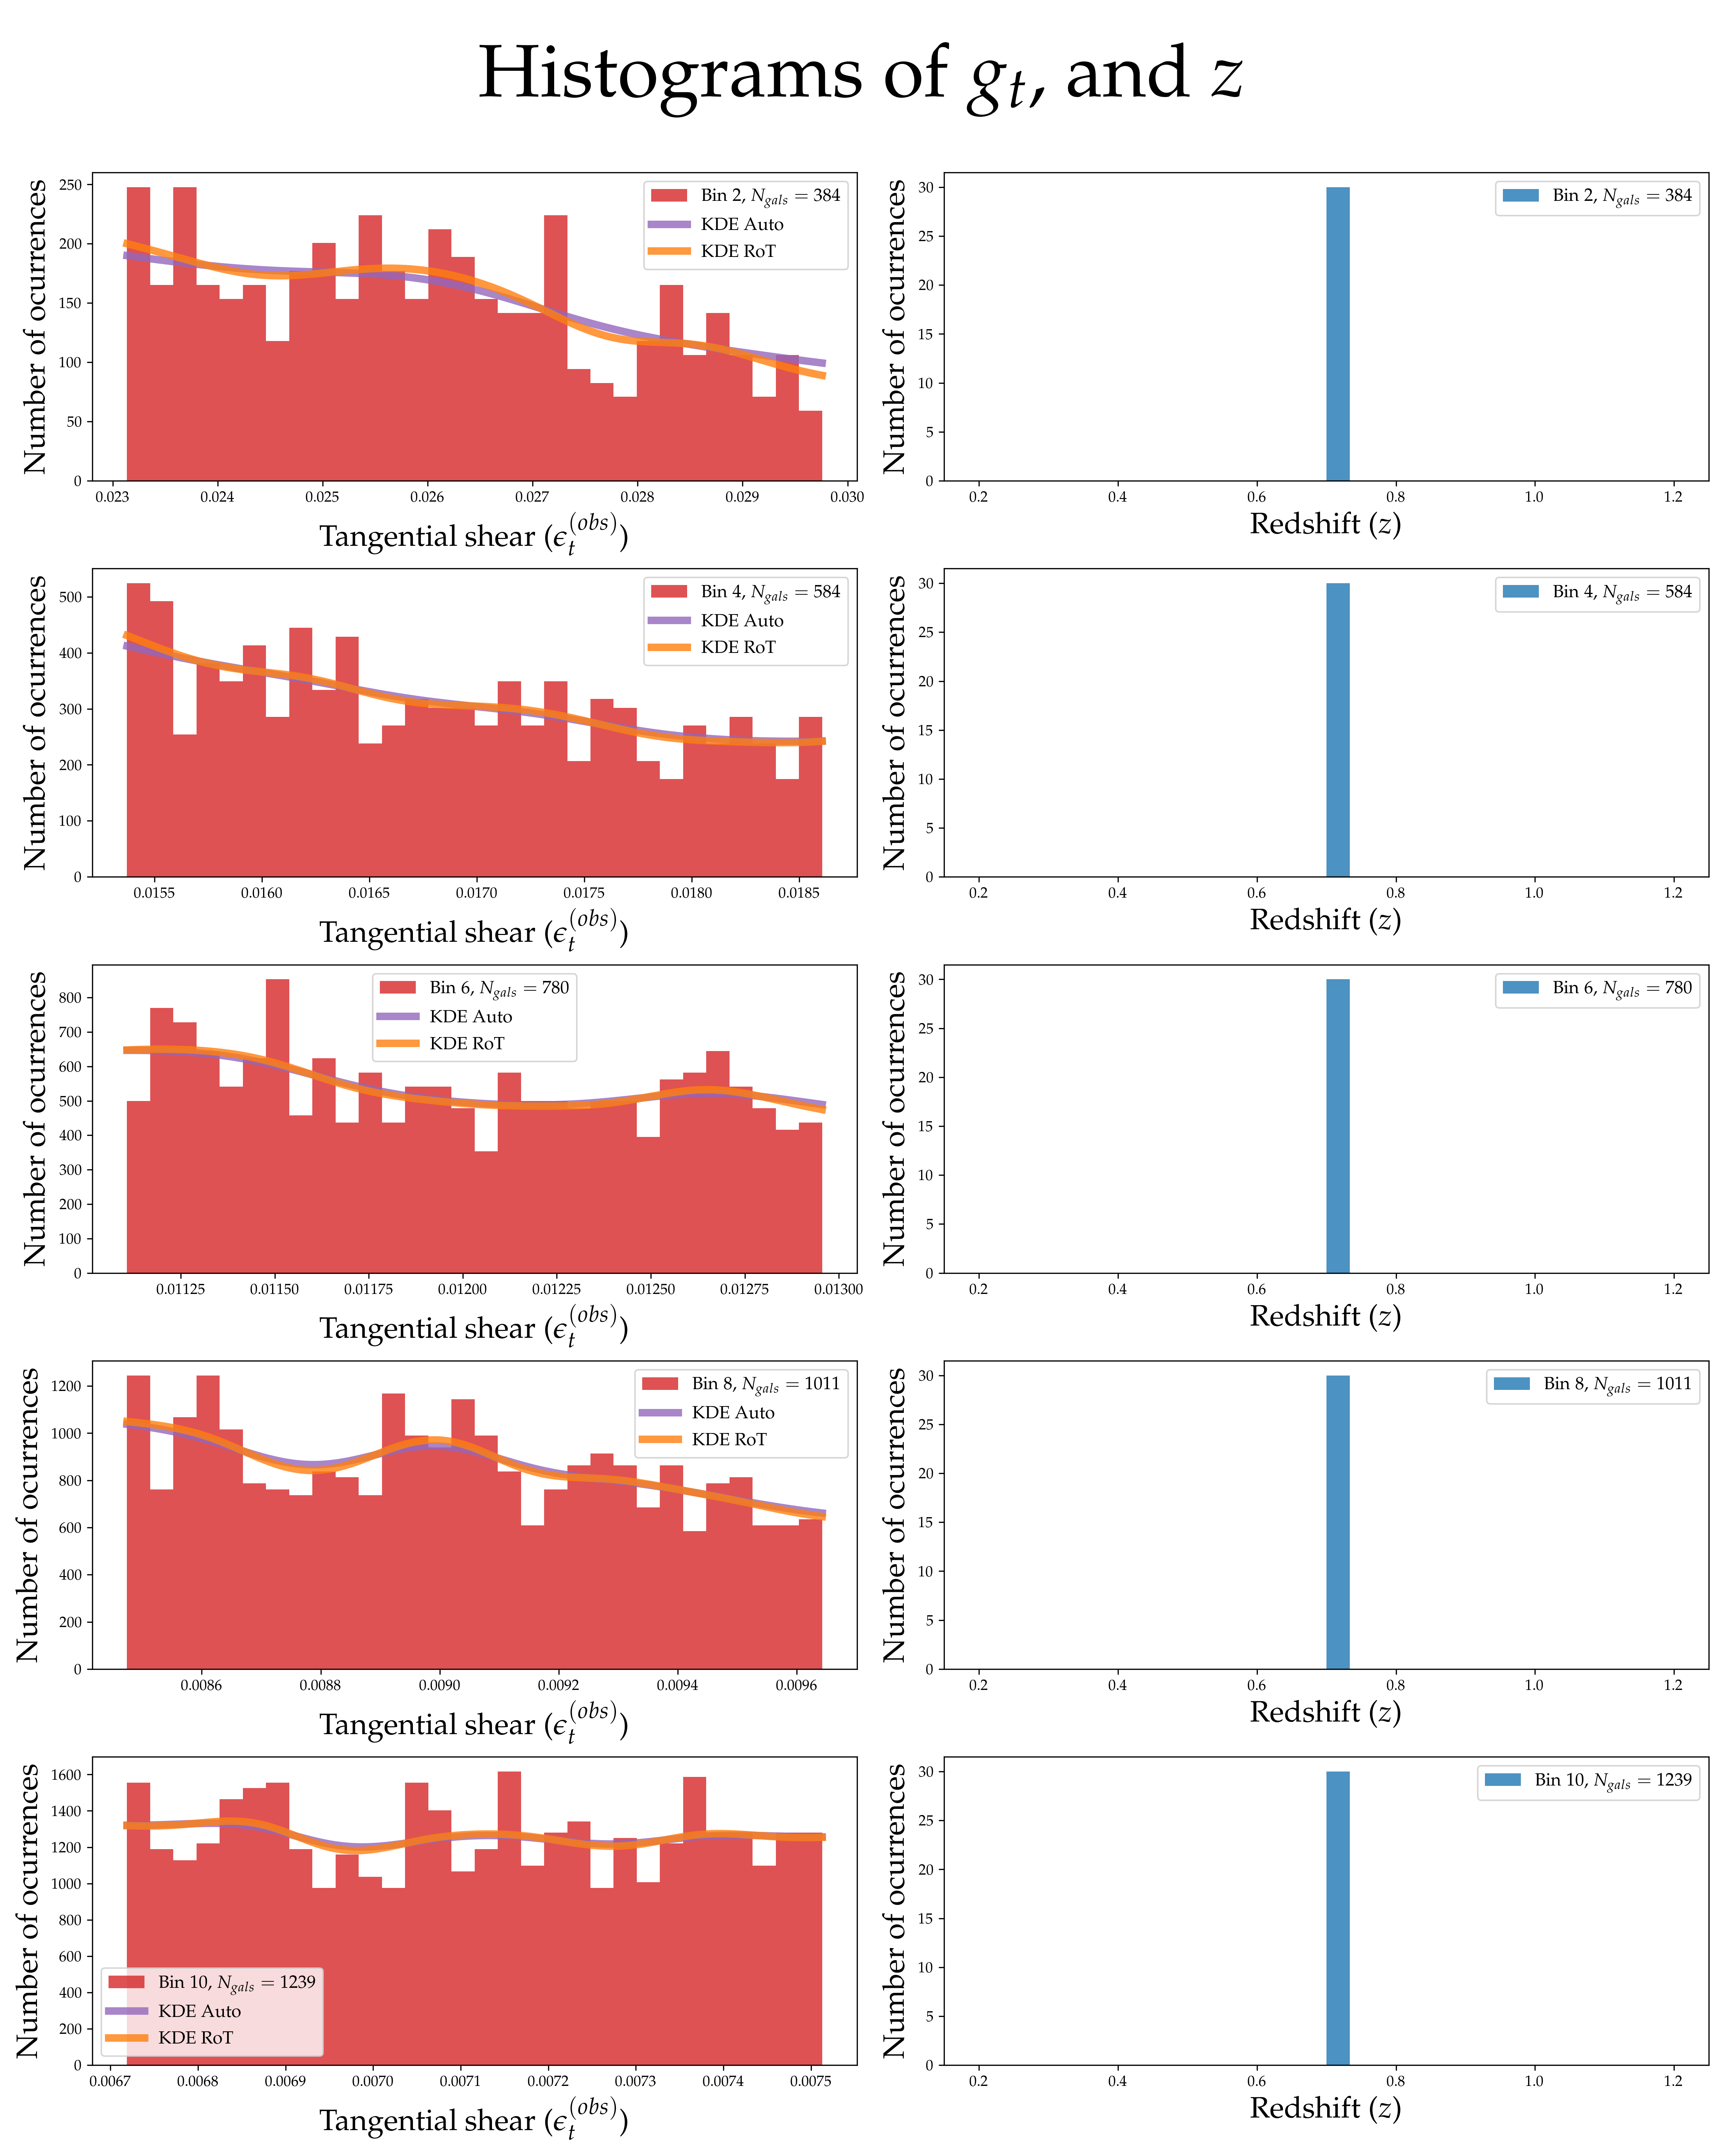 Histograms of g_t, and z
Number of ocurrences
250
200
150
100
50
0
Bin 2, N_gals = 384
KDE Auto
KDE RoT
0.023 0.024 0.025 0.026 0.027 0.028 0.029 0.030
Tangential shear (ϵ_t^(obs))
Number of ocurrences
30
25
20
15
10
5
0
Bin 2, N_gals = 384
0.2 0.4 0.6 0.8 1.0 1.2
Redshift (z)
Number of ocurrences
500
400
300
200
100
0
Bin 4, N_gals = 584
KDE Auto
KDE RoT
0.0155 0.0160 0.0165 0.0170 0.0175 0.0180 0.0185
Tangential shear (ϵ_t^(obs))
Number of ocurrences
30
25
20
15
10
5
0
Bin 4, N_gals = 584
0.2 0.4 0.6 0.8 1.0 1.2
Redshift (z)
Number of ocurrences
800
700
600
500
400
300
200
100
0
Bin 6, N_gals = 780
KDE Auto
KDE RoT
0.01125 0.01150 0.01175 0.01200 0.01225 0.01250 0.01275 0.01300
Tangential shear (ϵ_t^(obs))
Number of ocurrences
30
25
20
15
10
5
0
Bin 6, N_gals = 780
0.2 0.4 0.6 0.8 1.0 1.2
Redshift (z)
Number of ocurrences
1200
1000
800
600
400
200
0
Bin 8, N_gals = 1011
KDE Auto
KDE RoT
0.0086 0.0088 0.0090 0.0092 0.0094 0.0096
Tangential shear (ϵ_t^(obs))
Number of ocurrences
30
25
20
15
10
5
0
Bin 8, N_gals = 1011
0.2 0.4 0.6 0.8 1.0 1.2
Redshift (z)
Number of ocurrences
1600
1400
1200
1000
800
600
400
200
0
Bin 10, N_gals = 1239
KDE Auto
KDE RoT
0.0067 0.0068 0.0069 0.0070 0.0071 0.0072 0.0073 0.0074 0.0075
Tangential shear (ϵ_t^(obs))
Number of ocurrences
30
25
20
15
10
5
0
Bin 10, N_gals = 1239
0.2 0.4 0.6 0.8 1.0 1.2
Redshift (z)